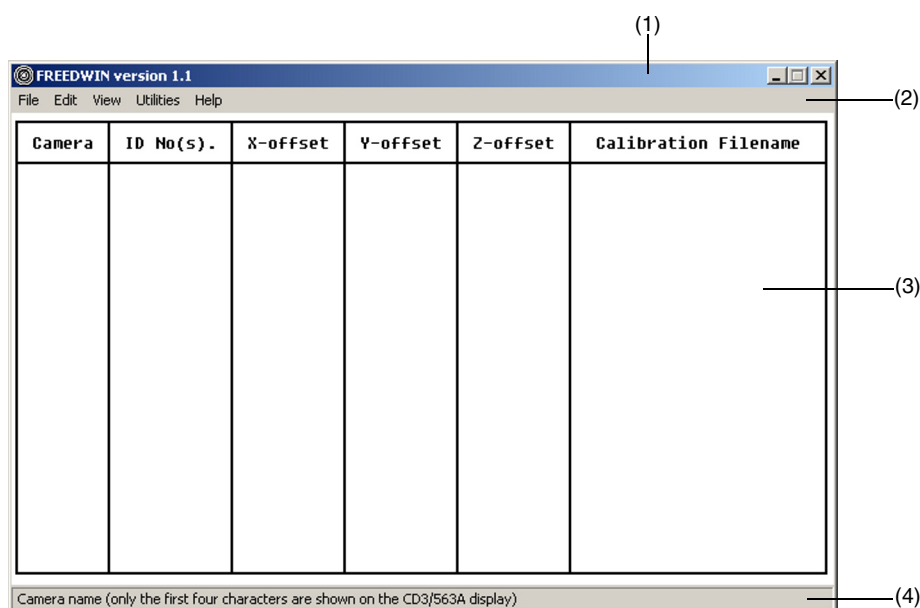 (1)
FREEDWIN version 1.1
File Edit View Utilities Help
(2)
Camera ID No(s). X-offset Y-offset Z-offset Calibration Filename
(3)
Camera name (only the first four characters are shown on the CD3/563A display)
(4)